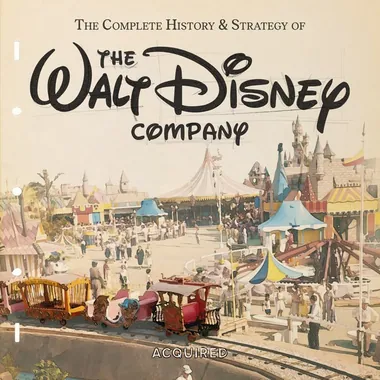 The Complete History & Strategy of
THE
WALT DISNEY
COMPANY
ACQUIRED